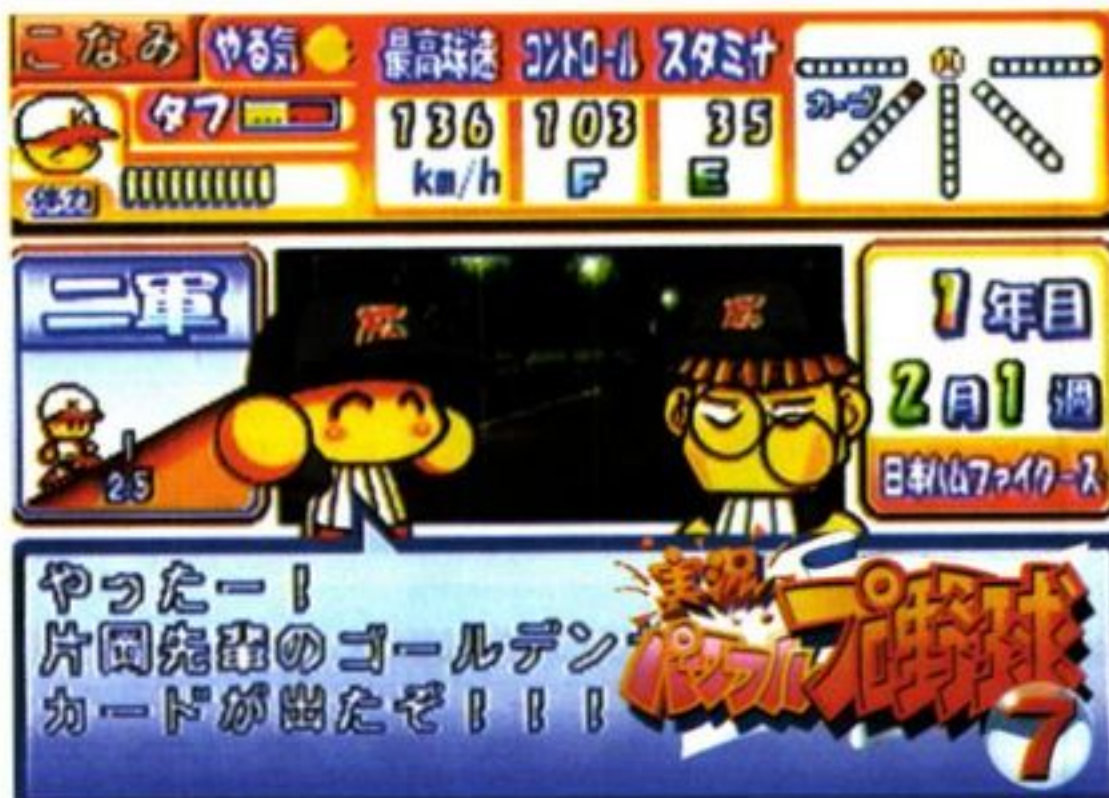 こなみ やる気 最高球速 コントロール スタミナ
タフ 136 103 35
km/h F E
カーブ
体力
二軍
1
25
1年目
2月1週
日本ハムファイターズ
やったー!
片岡先輩のゴールデン
カードが出たぞ!!!
実況
パワフル
プロ野球
7